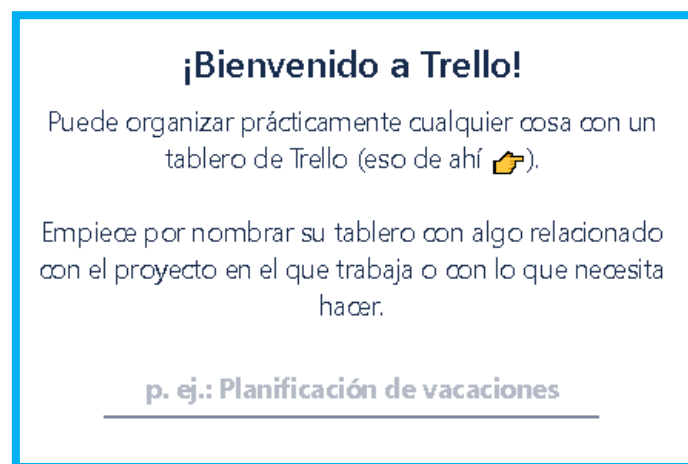 ¡Bienvenido a Trello!
Puede organizar prácticamente cualquier cosa con un
tablero de Trello (eso de ahí 👉).
Empiece por nombrar su tablero con algo relacionado
con el proyecto en el que trabaja o con lo que necesita
hacer.
p. ej.: Planificación de vacaciones